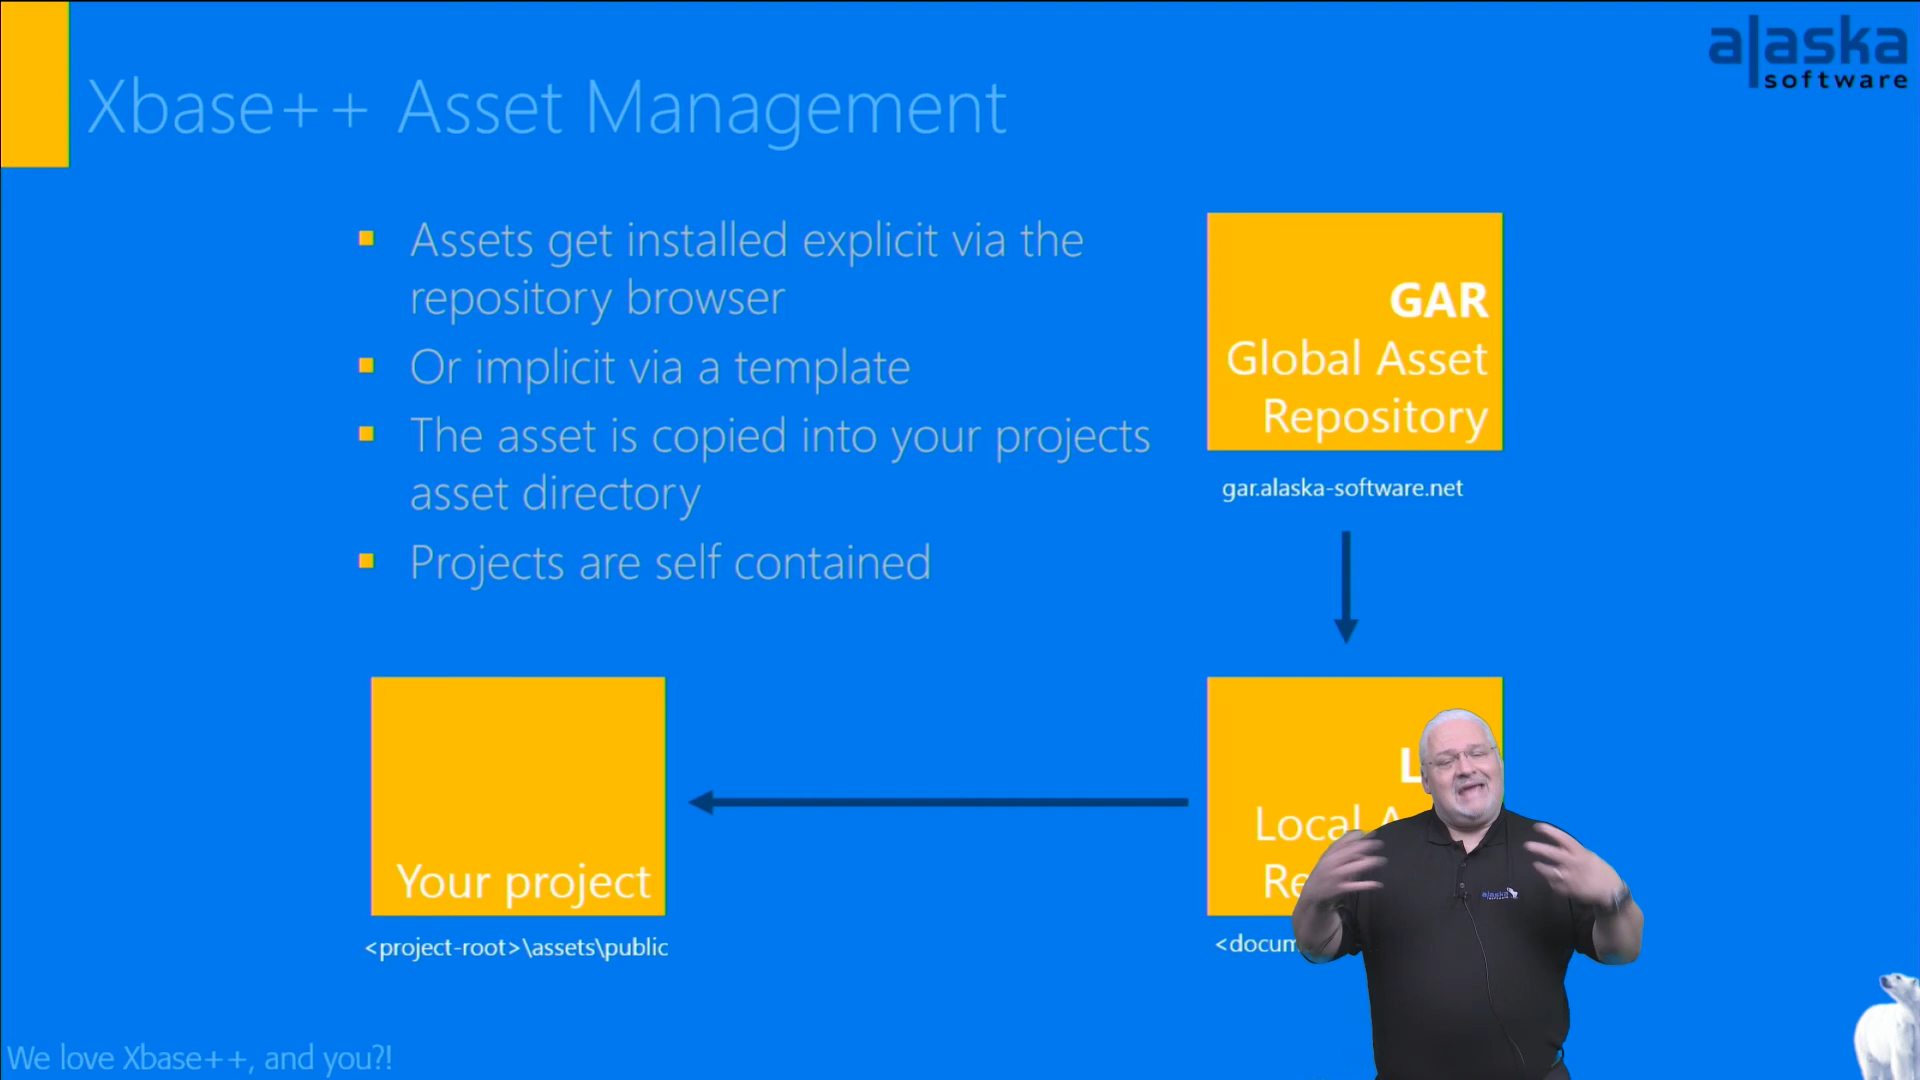 alaska
software
Xbase++ Asset Management
Assets get installed explicit via the
repository browser
Or implicit via a template
The asset is copied into your projects
asset directory
Projects are self contained
GAR
Global Asset
Repository
gar.alaska-software.net
Local
Your project
<project-root>\assets\public
We love Xbase++, and you?!
alaska